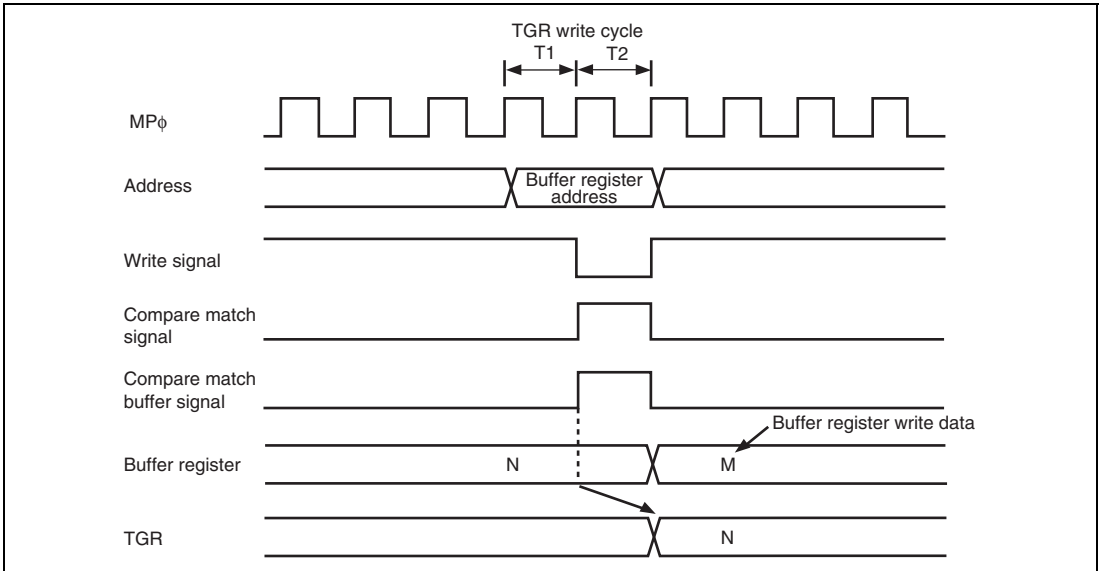 TGR write cycle
T1 T2
MPφ
Address
Buffer register
address
Write signal
Compare match
signal
Compare match
buffer signal
Buffer register write data
Buffer register
N M
TGR
N